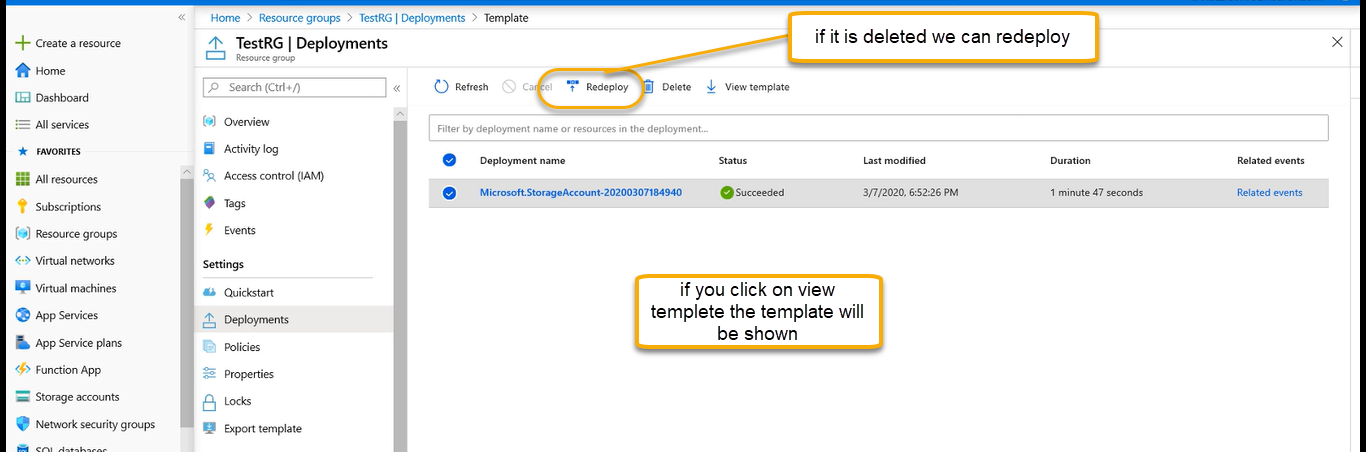 Home > Resource groups > TestRG | Deployments > Template
if it is deleted we can redeploy
«
Create a resource
Home
Dashboard
All services
FAVORITES
All resources
Subscriptions
Resource groups
Virtual networks
Virtual machines
App Services
App Service plans
Function App
Storage accounts
Network security groups
SQL databases
TestRG | Deployments
Resource group
Search (Ctrl+/)
«
Overview
Activity log
Access control (IAM)
Tags
Events
Settings
Quickstart
Deployments
Policies
Properties
Locks
Export template
Refresh Cancel Redeploy Delete View template
Filter by deployment name or resources in the deployment...
Deployment name Status Last modified Duration Related events
Microsoft.StorageAccount-20200307184940 Succeeded 3/7/2020, 6:52:26 PM 1 minute 47 seconds Related events
if you click on view
templete the template will
be shown